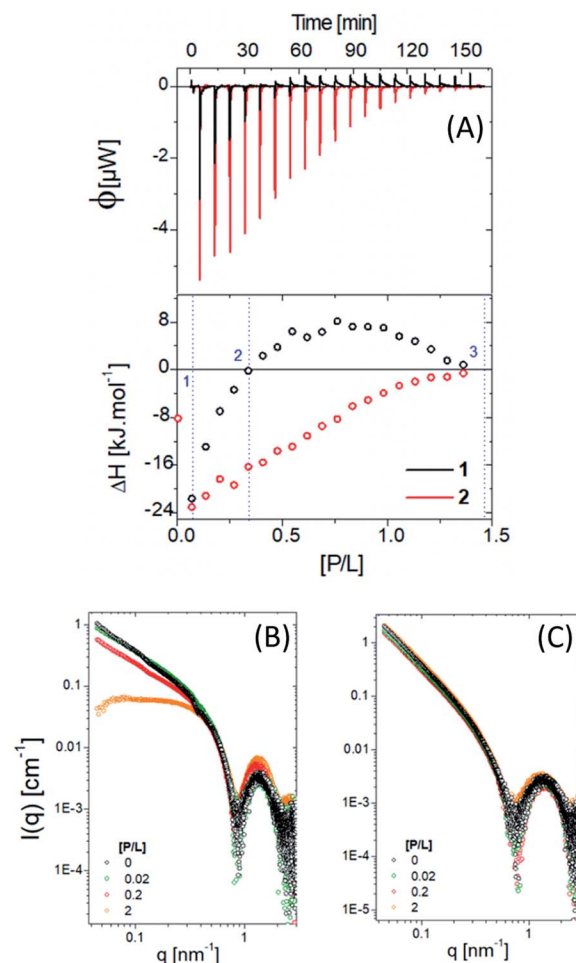 Time [min]
0 30 60 90 120 150
(A)
0
-2
-4
ϕ[µW]
8
0
-8
-16
-24
ΔH [kJ.mol⁻¹]
1
2
3
1
2
0.0 0.5 1.0 1.5
[P/L]
(B)
(C)
1
0.1
0.01
1E-3
1E-4
I(q) [cm⁻¹]
[P/L]
0
0.02
0.2
2
0.1 1
q [nm⁻¹]
1
0.1
0.01
1E-3
1E-4
1E-5
[P/L]
0
0.02
0.2
2
0.1 1
q [nm⁻¹]